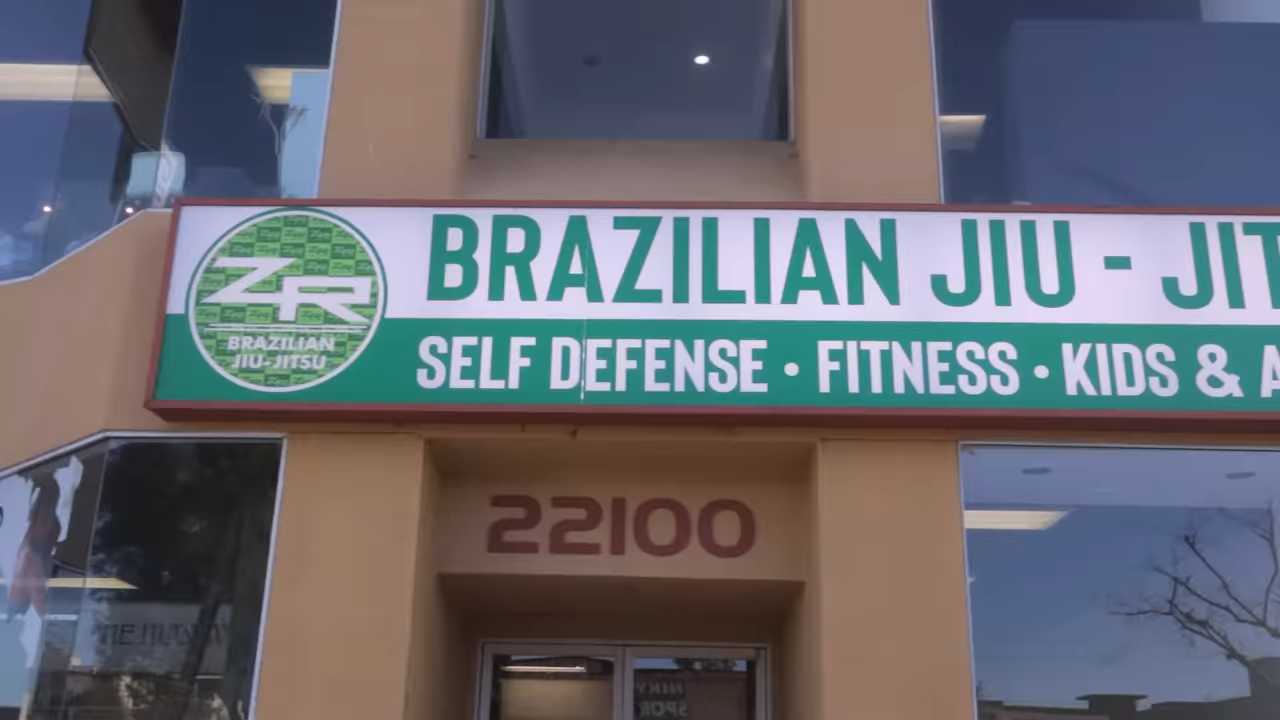 BRAZILIAN JIU - JIT
SELF DEFENSE • FITNESS • KIDS & A
ZR
BRAZILIAN
JIU-JITSU
22100